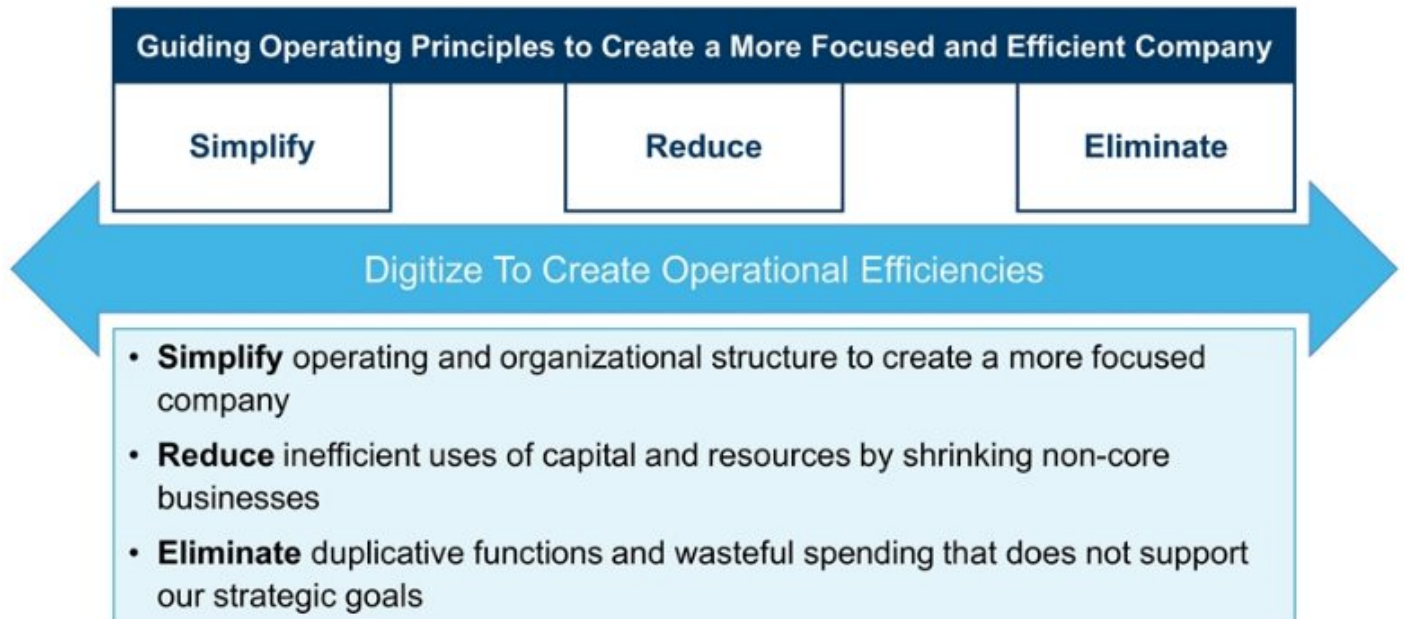 Guiding Operating Principles to Create a More Focused and Efficient Company
Simplify
Reduce
Eliminate
Digitize To Create Operational Efficiencies
• Simplify operating and organizational structure to create a more focused
company
• Reduce inefficient uses of capital and resources by shrinking non-core
businesses
• Eliminate duplicative functions and wasteful spending that does not support
our strategic goals